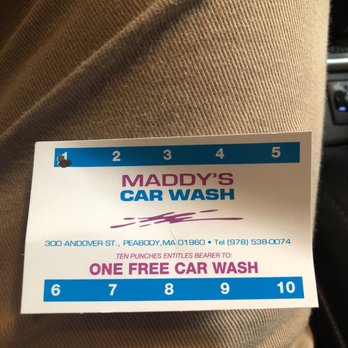 1 2 3 4 5
MADDY'S
CAR WASH
300 ANDOVER ST., PEABODY, MA 01960 • Tel (978) 538-0074
TEN PUNCHES ENTITLES BEARER TO:
ONE FREE CAR WASH
6 7 8 9 10